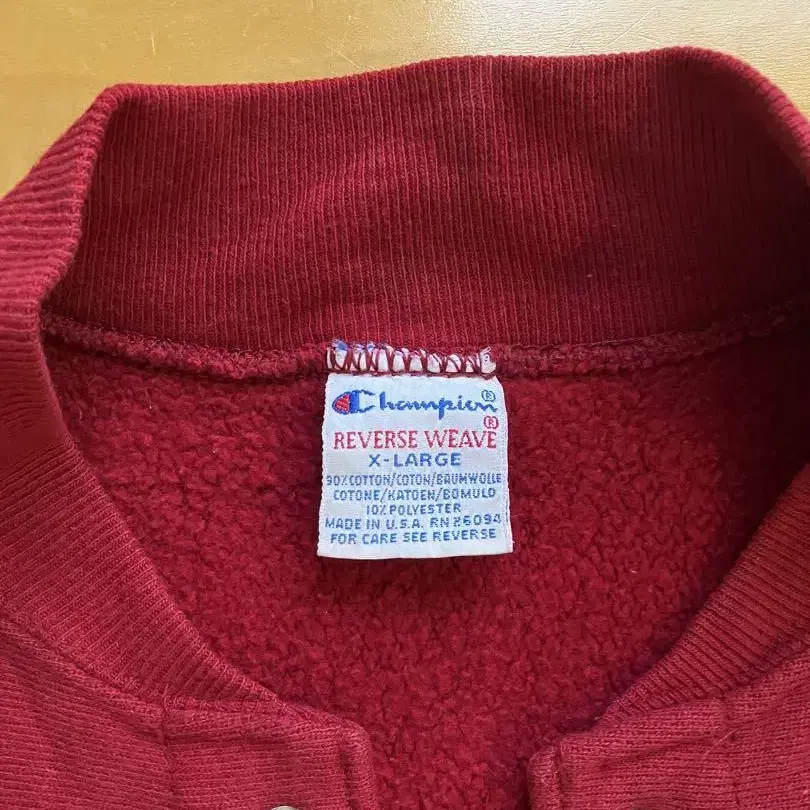 Champion®
REVERSE WEAVE®
X-LARGE
90% COTTON/COTON/BAUMWOLLE
COTONE/KATOEN/BOMULD
10% POLYESTER
MADE IN U.S.A. RN 26094
FOR CARE SEE REVERSE